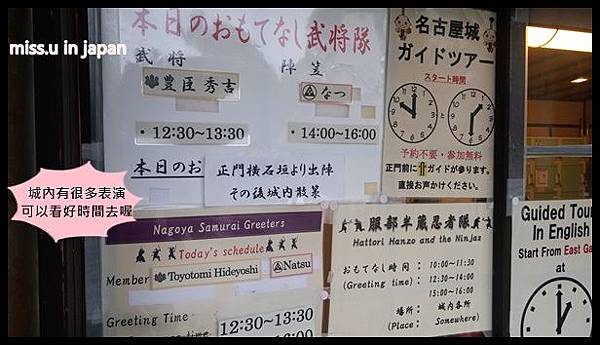 miss.u in japan
本日のおもてなし武将隊
武将
陣笠
豊臣秀吉
なつ
・12:30~13:30
・14:00~16:00
本日のお
正門横石垣より出陣
その後城内散策
名古屋城
ガイドツアー
スタート時間
予約不要・参加無料
正門前にガイドが参ります。
直接お声かけください。
城內有很多表演
可以看好時間去喔
Nagoya Samurai Greeters
Today's schedule
Member
Toyotomi Hideyoshi
Natsu
Greeting Time
12:30~13:30
服部半蔵忍者隊
Hattori Hanzo and the Ninjas
おもてなし時間:
(Greeting time):
10:00~11:30
12:30~14:00
15:00~16:00
場所: 城内各所
(Place: Somewhere)
Guided Tour
In English
Start From East Ga
at